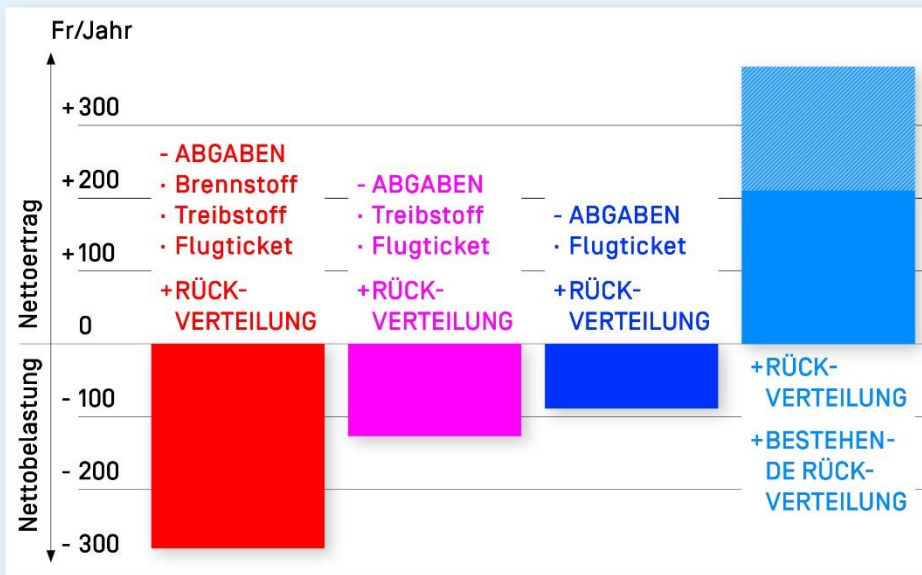 Fr/Jahr
+ 300
+ 200
+ 100
0
- 100
- 200
- 300
Nettoertrag
Nettobelastung
- ABGABEN
· Brennstoff
· Treibstoff
· Flugticket
+ RÜCK-
VERTEILUNG
- ABGABEN
· Treibstoff
· Flugticket
+ RÜCK-
VERTEILUNG
- ABGABEN
· Flugticket
+ RÜCK-
VERTEILUNG
+ RÜCK-
VERTEILUNG
+ BESTEHEN-
DE RÜCK-
VERTEILUNG